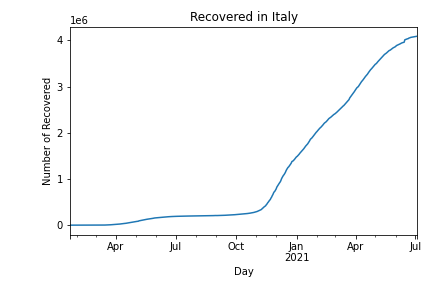 Recovered in Italy
1e6
Number of Recovered
4
3
2
1
0
Apr Jul Oct Jan Apr Jul
2021
Day